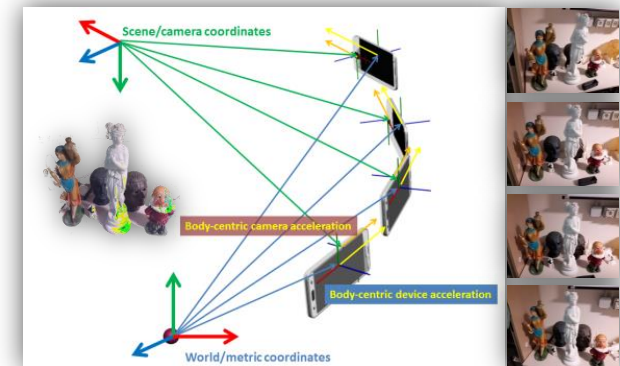 Scene/camera coordinates
Body-centric camera acceleration
Body-centric device acceleration
World/metric coordinates